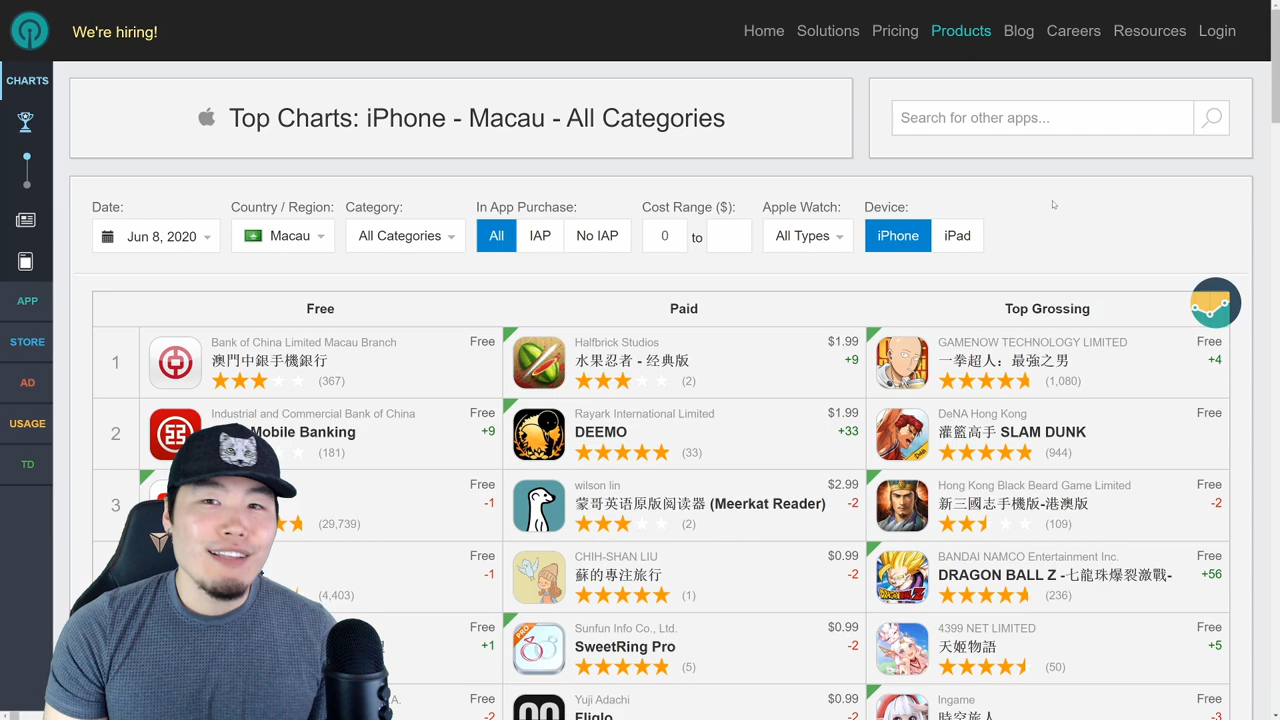 We're hiring!
Home Solutions Pricing Products Blog Careers Resources Login
CHARTS
Top Charts: iPhone - Macau - All Categories
Search for other apps...
Date: Country / Region: Category: In App Purchase: Cost Range ($): Apple Watch: Device:
Jun 8, 2020 Macau All Categories All IAP No IAP 0 to All Types iPhone iPad
APP
STORE
AD
USAGE
TD
Free Paid Top Grossing
1
Bank of China Limited Macau Branch Free
澳門中銀手機銀行
(367)
Halfbrick Studios $1.99
水果忍者 - 经典版 +9
(2)
GAMENOW TECHNOLOGY LIMITED Free
一拳超人：最強之男 +4
(1,080)
2
Industrial and Commercial Bank of China Free
Mobile Banking +9
(181)
Rayark International Limited $1.99
DEEMO +33
(33)
DeNA Hong Kong Free
灌籃高手 SLAM DUNK
(944)
3
Free
-1
(29,739)
wilson lin $2.99
蒙哥英语原版阅读器 (Meerkat Reader) -2
(2)
Hong Kong Black Beard Game Limited Free
新三國志手機版-港澳版 -2
(109)
Free
-1
(4,403)
CHIH-SHAN LIU $0.99
蘇的專注旅行 -2
(1)
BANDAI NAMCO Entertainment Inc. Free
DRAGON BALL Z -七龍珠爆裂激戰- +56
(236)
Free
+1
Sunfun Info Co., Ltd. $0.99
PRO
SweetRing Pro -2
(5)
4399 NET LIMITED Free
天姬物語 +5
(50)
Free
-2
Yuji Adachi $0.99
Fliglo -2
Ingame Free
時空旅人 -3